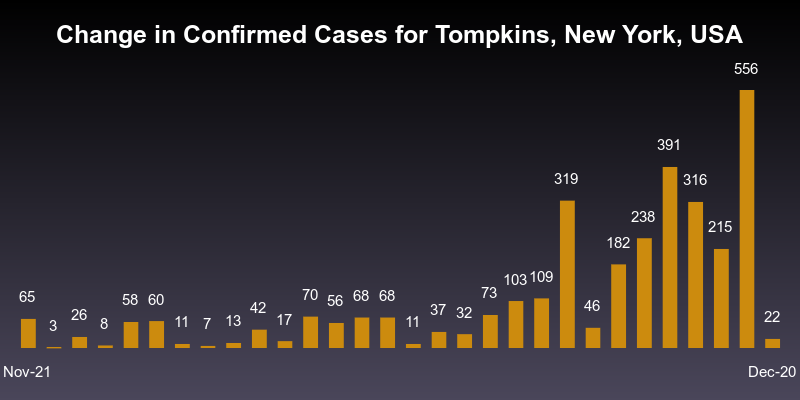 Change in Confirmed Cases for Tompkins, New York, USA
65 3 26 8 58 60 11 7 13 42 17 70 56 68 68 11 37 32 73 103 109 319 46 182 238 391 316 215 556 22
Nov-21 Dec-20